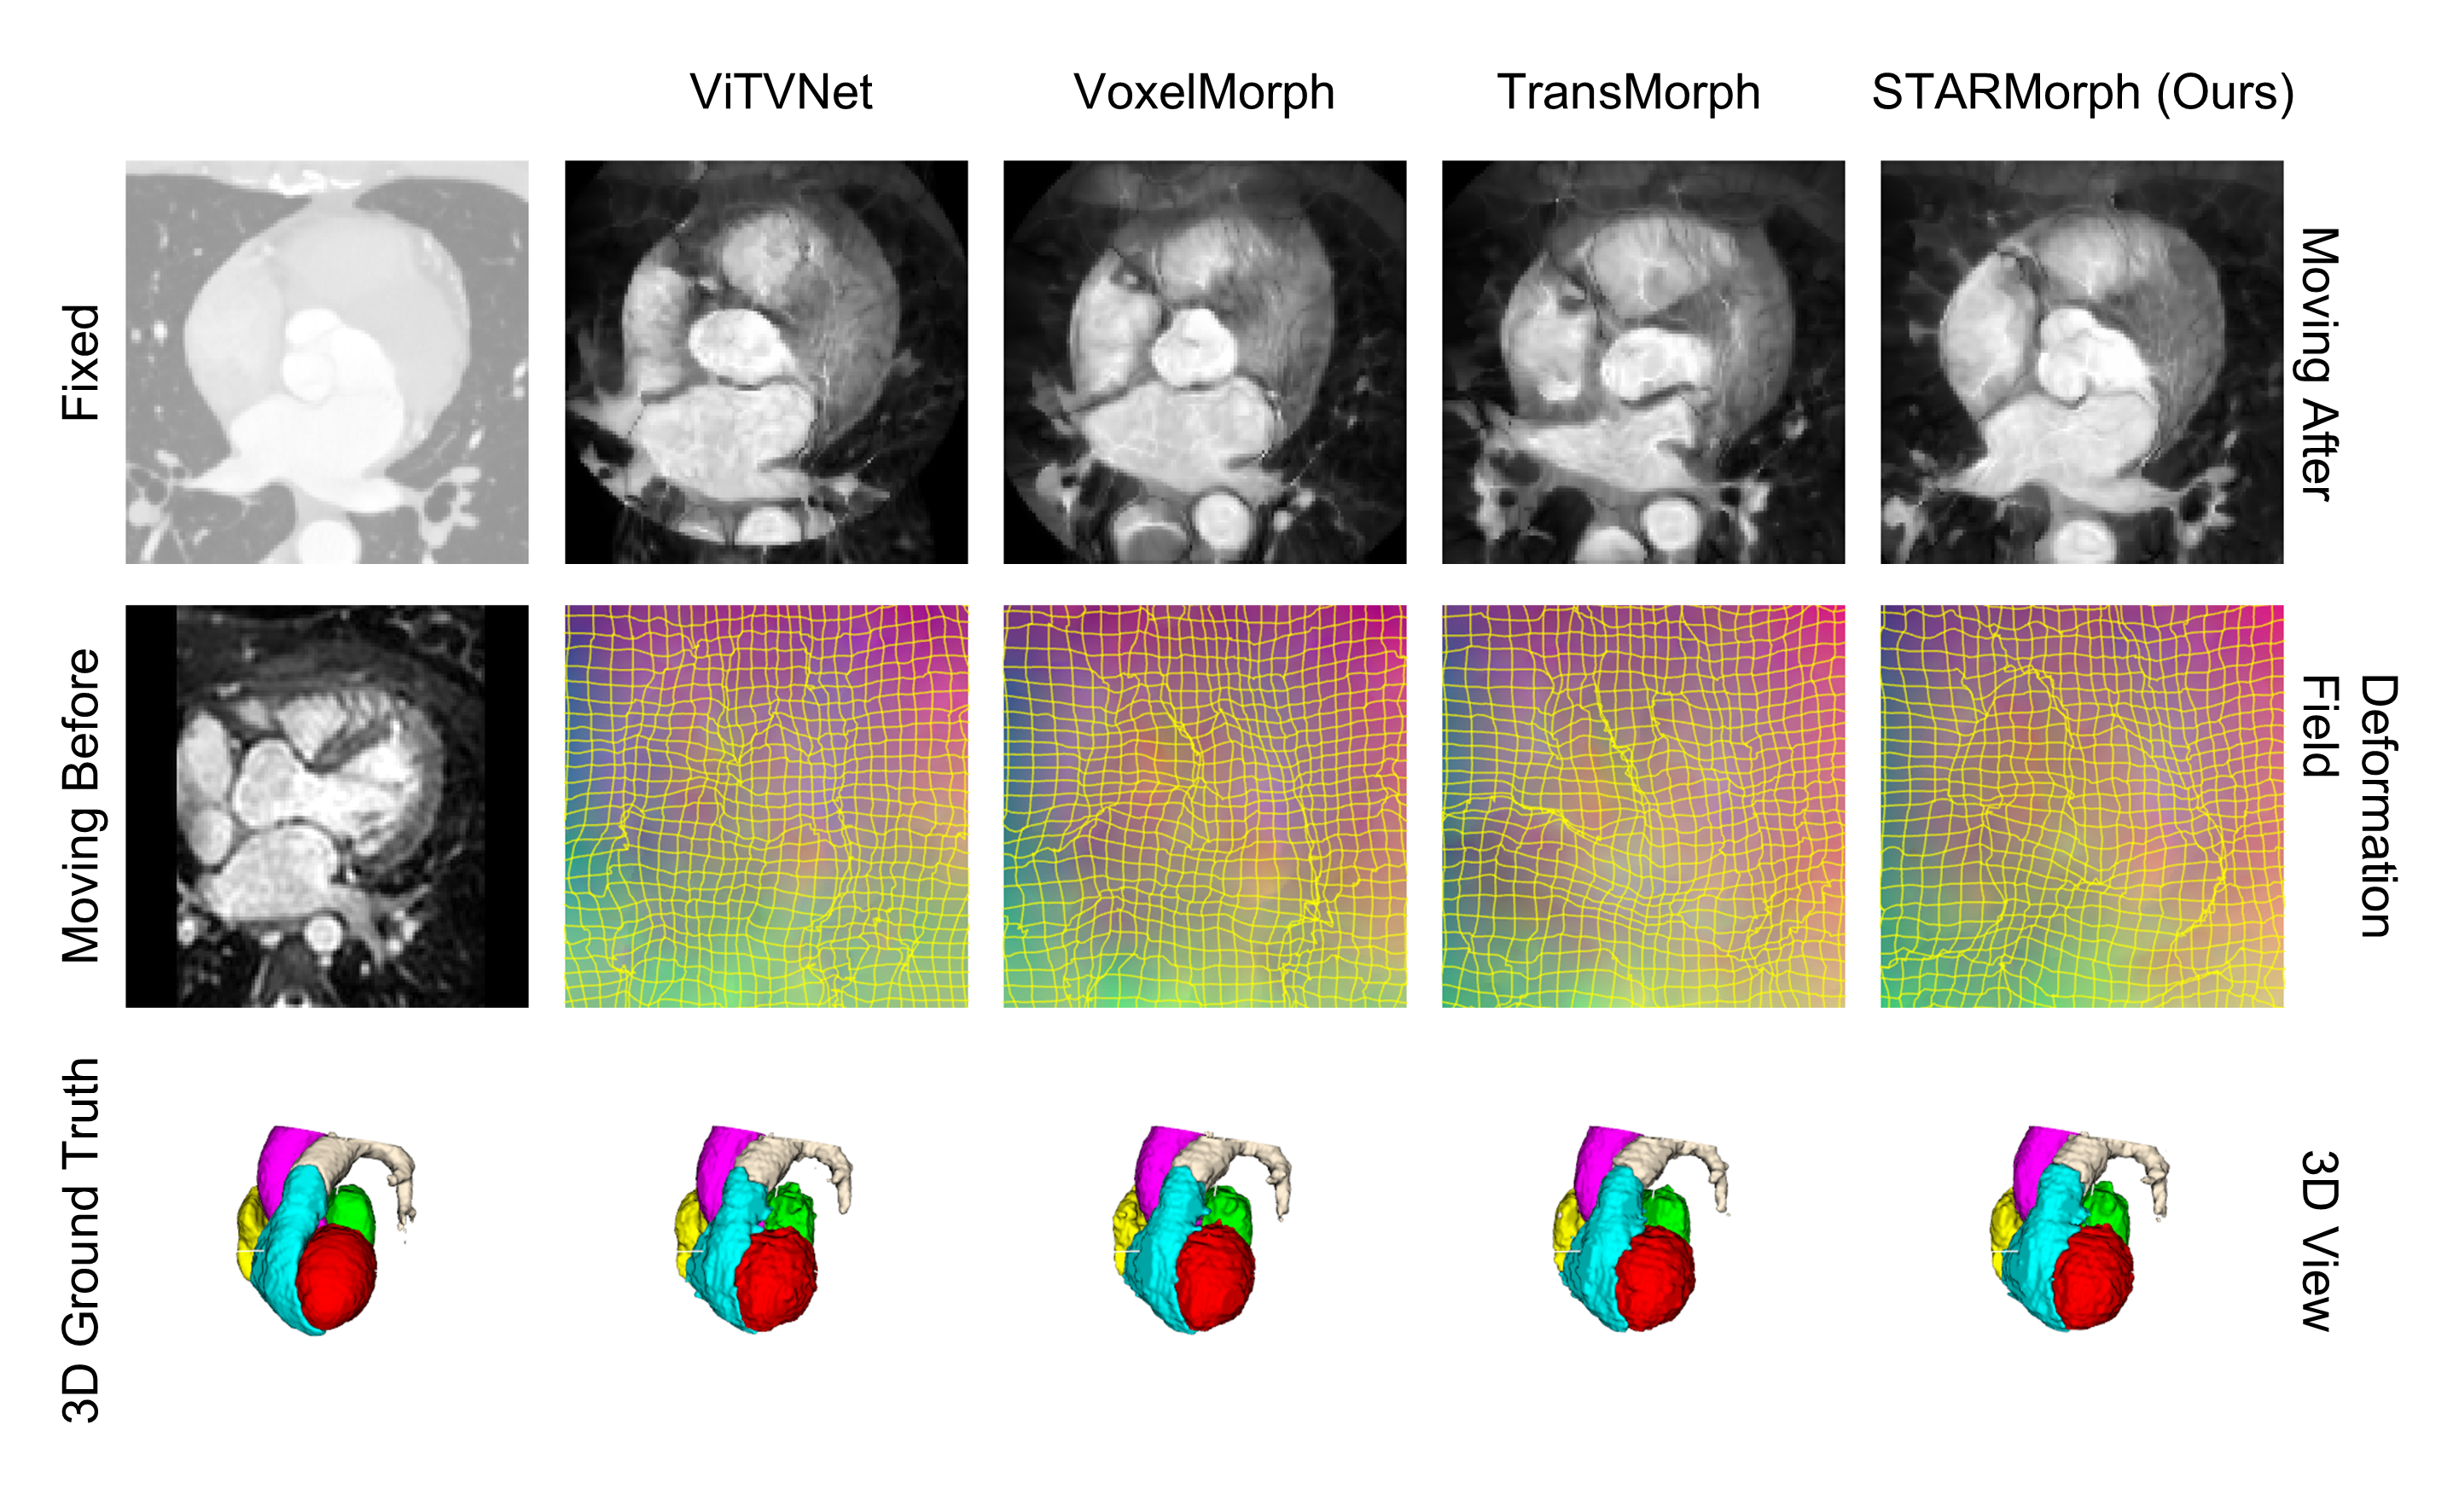 ViTVNet
VoxelMorph
TransMorph
STARMorph (Ours)
Fixed
Moving After
Moving Before
Deformation
Field
3D Ground Truth
3D View